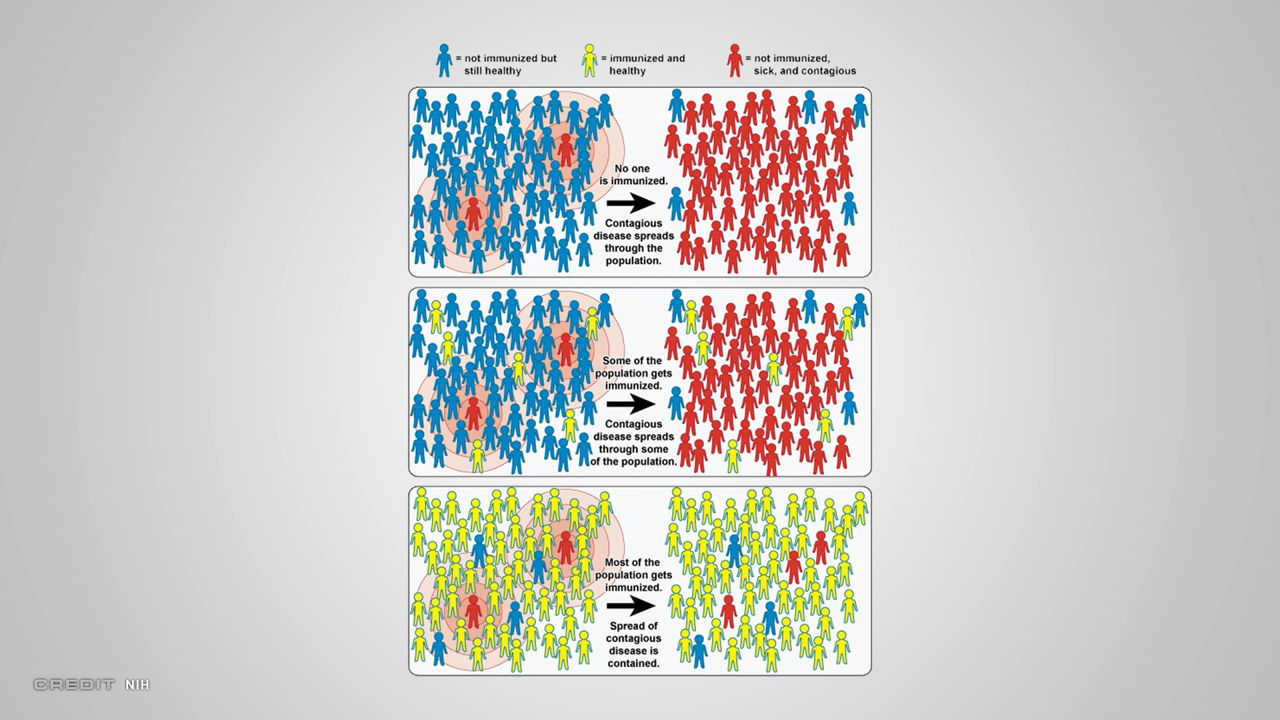 = not immunized but
still healthy
= immunized and
healthy
= not immunized,
sick, and contagious
No one
is immunized.
Contagious
disease spreads
through the
population.
Some of the
population gets
immunized.
Contagious
disease spreads
through some
of the population.
Most of the
population gets
immunized.
Spread of
contagious
disease is
contained.
CREDIT NIH